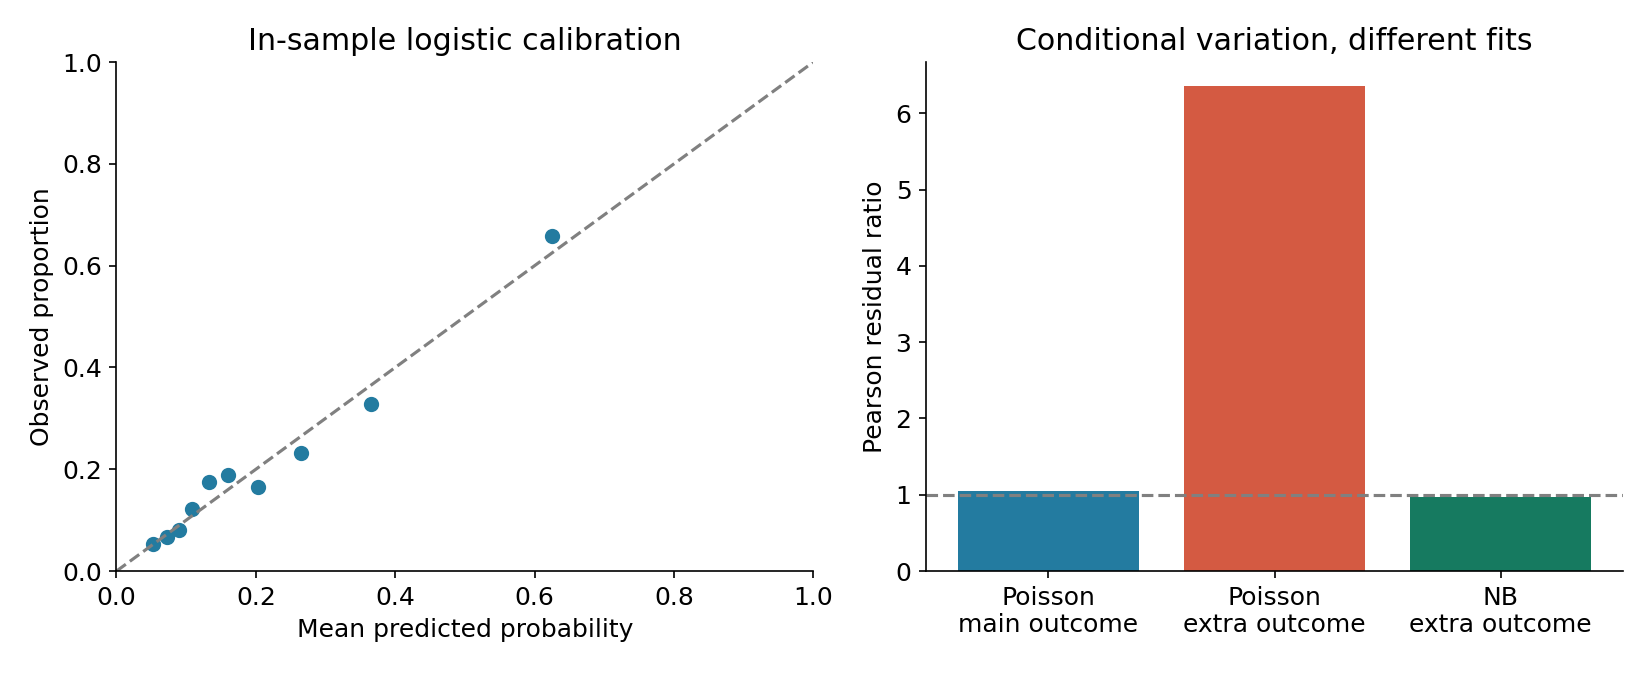 In-sample logistic calibration
Observed proportion
1.0
0.8
0.6
0.4
0.2
0.0
0.0 0.2 0.4 0.6 0.8 1.0
Mean predicted probability
Conditional variation, different fits
Pearson residual ratio
6
5
4
3
2
1
0
Poisson
main outcome
Poisson
extra outcome
NB
extra outcome